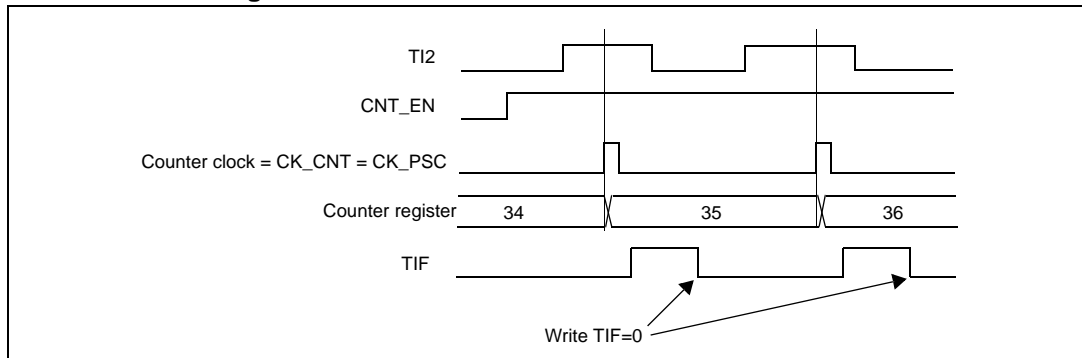 TI2
CNT_EN
Counter clock = CK_CNT = CK_PSC
Counter register 34 35 36
TIF
Write TIF=0